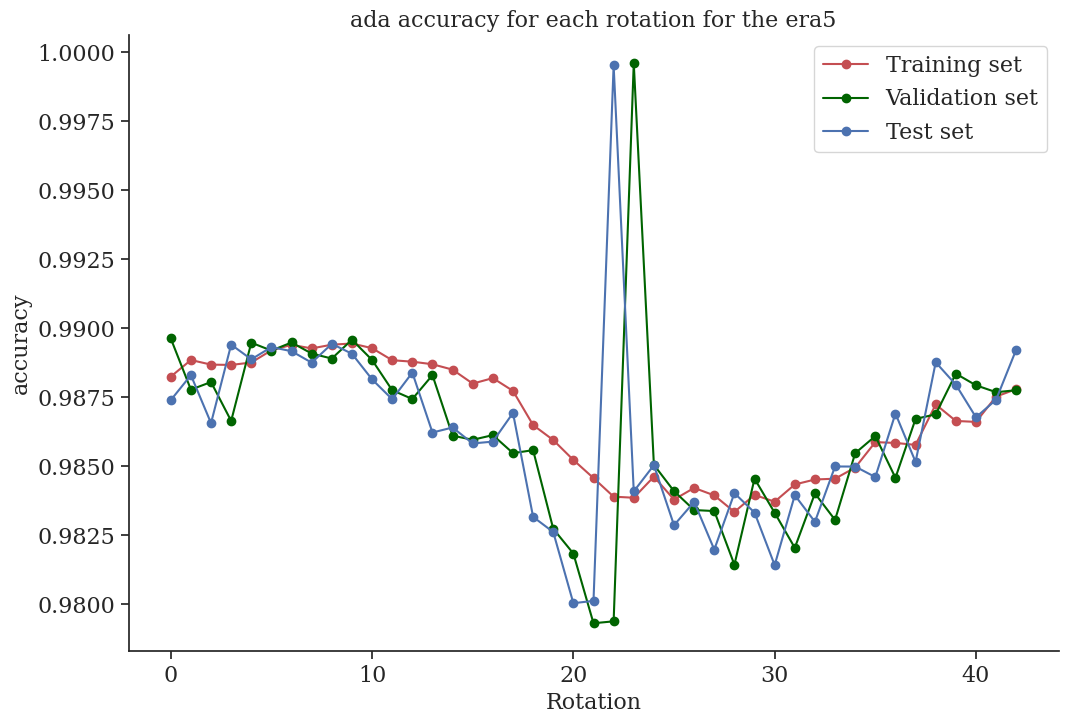 ada accuracy for each rotation for the era5
1.0000
0.9975
0.9950
0.9925
0.9900
0.9875
0.9850
0.9825
0.9800
accuracy
Training set
Validation set
Test set
0 10 20 30 40
Rotation